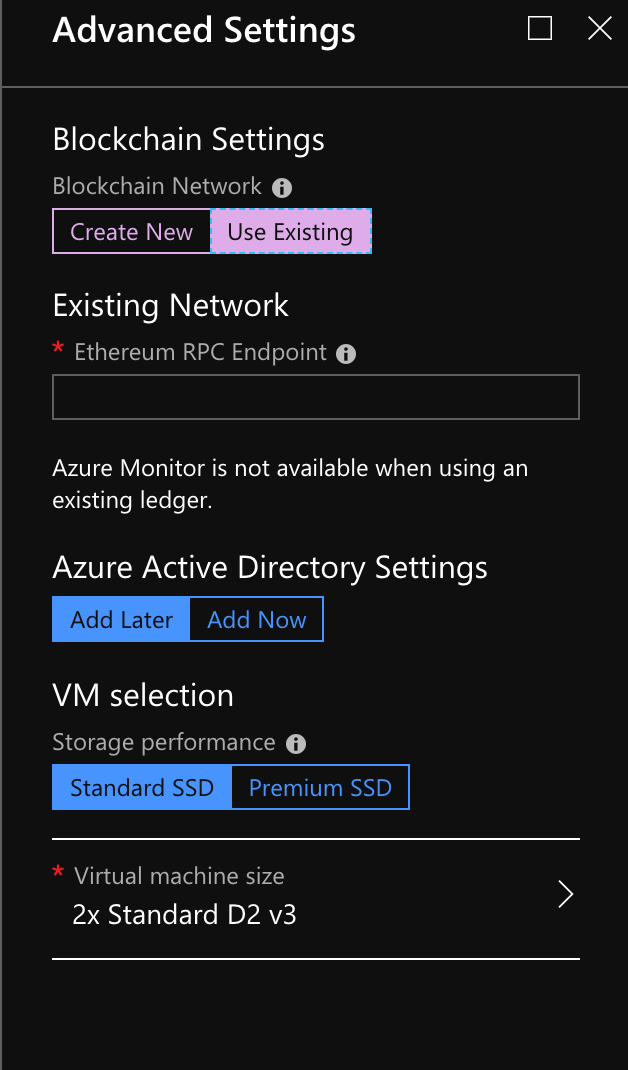 Advanced Settings
Blockchain Settings
Blockchain Network
Create New Use Existing
Existing Network
* Ethereum RPC Endpoint
Azure Monitor is not available when using an
existing ledger.
Azure Active Directory Settings
Add Later Add Now
VM selection
Storage performance
Standard SSD Premium SSD
* Virtual machine size
2x Standard D2 v3